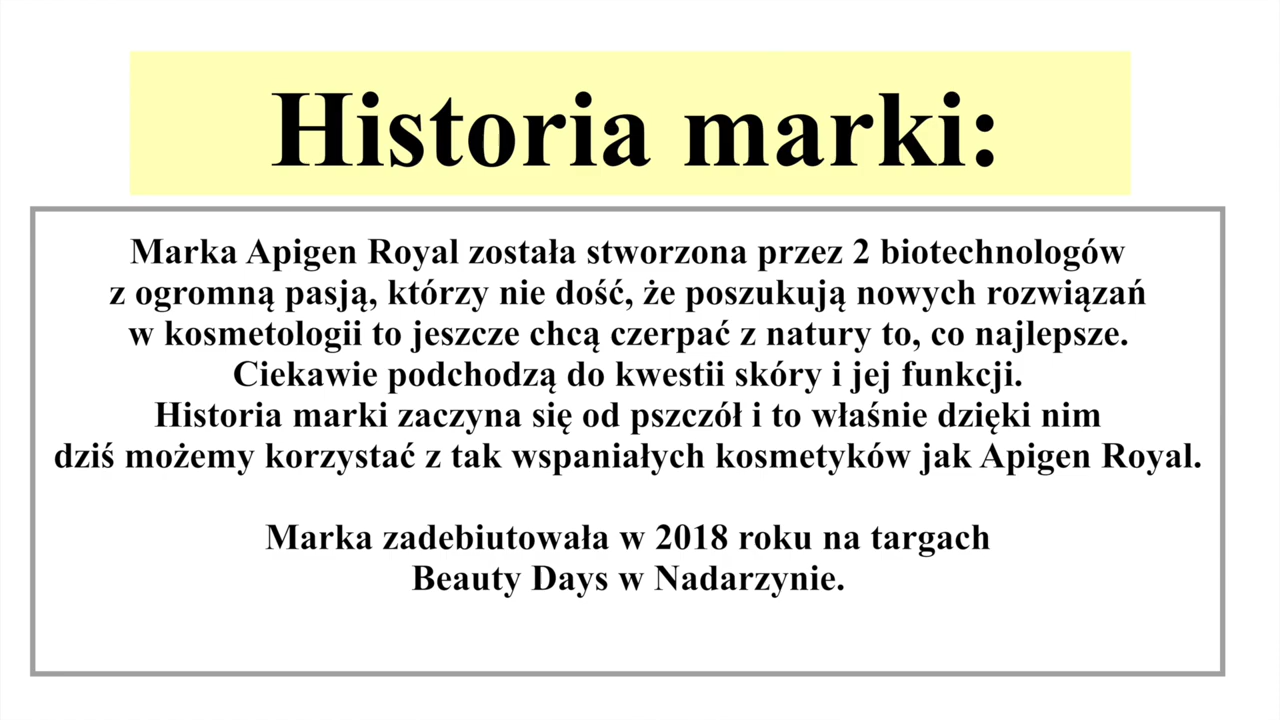 Historia marki:
Marka Apigen Royal została stworzona przez 2 biotechnologów
z ogromną pasją, którzy nie dość, że poszukują nowych rozwiązań
w kosmetologii to jeszcze chcą czerpać z natury to, co najlepsze.
Ciekawie podchodzą do kwestii skóry i jej funkcji.
Historia marki zaczyna się od pszczół i to właśnie dzięki nim
dziś możemy korzystać z tak wspaniałych kosmetyków jak Apigen Royal.
Marka zadebiutowała w 2018 roku na targach
Beauty Days w Nadarzynie.